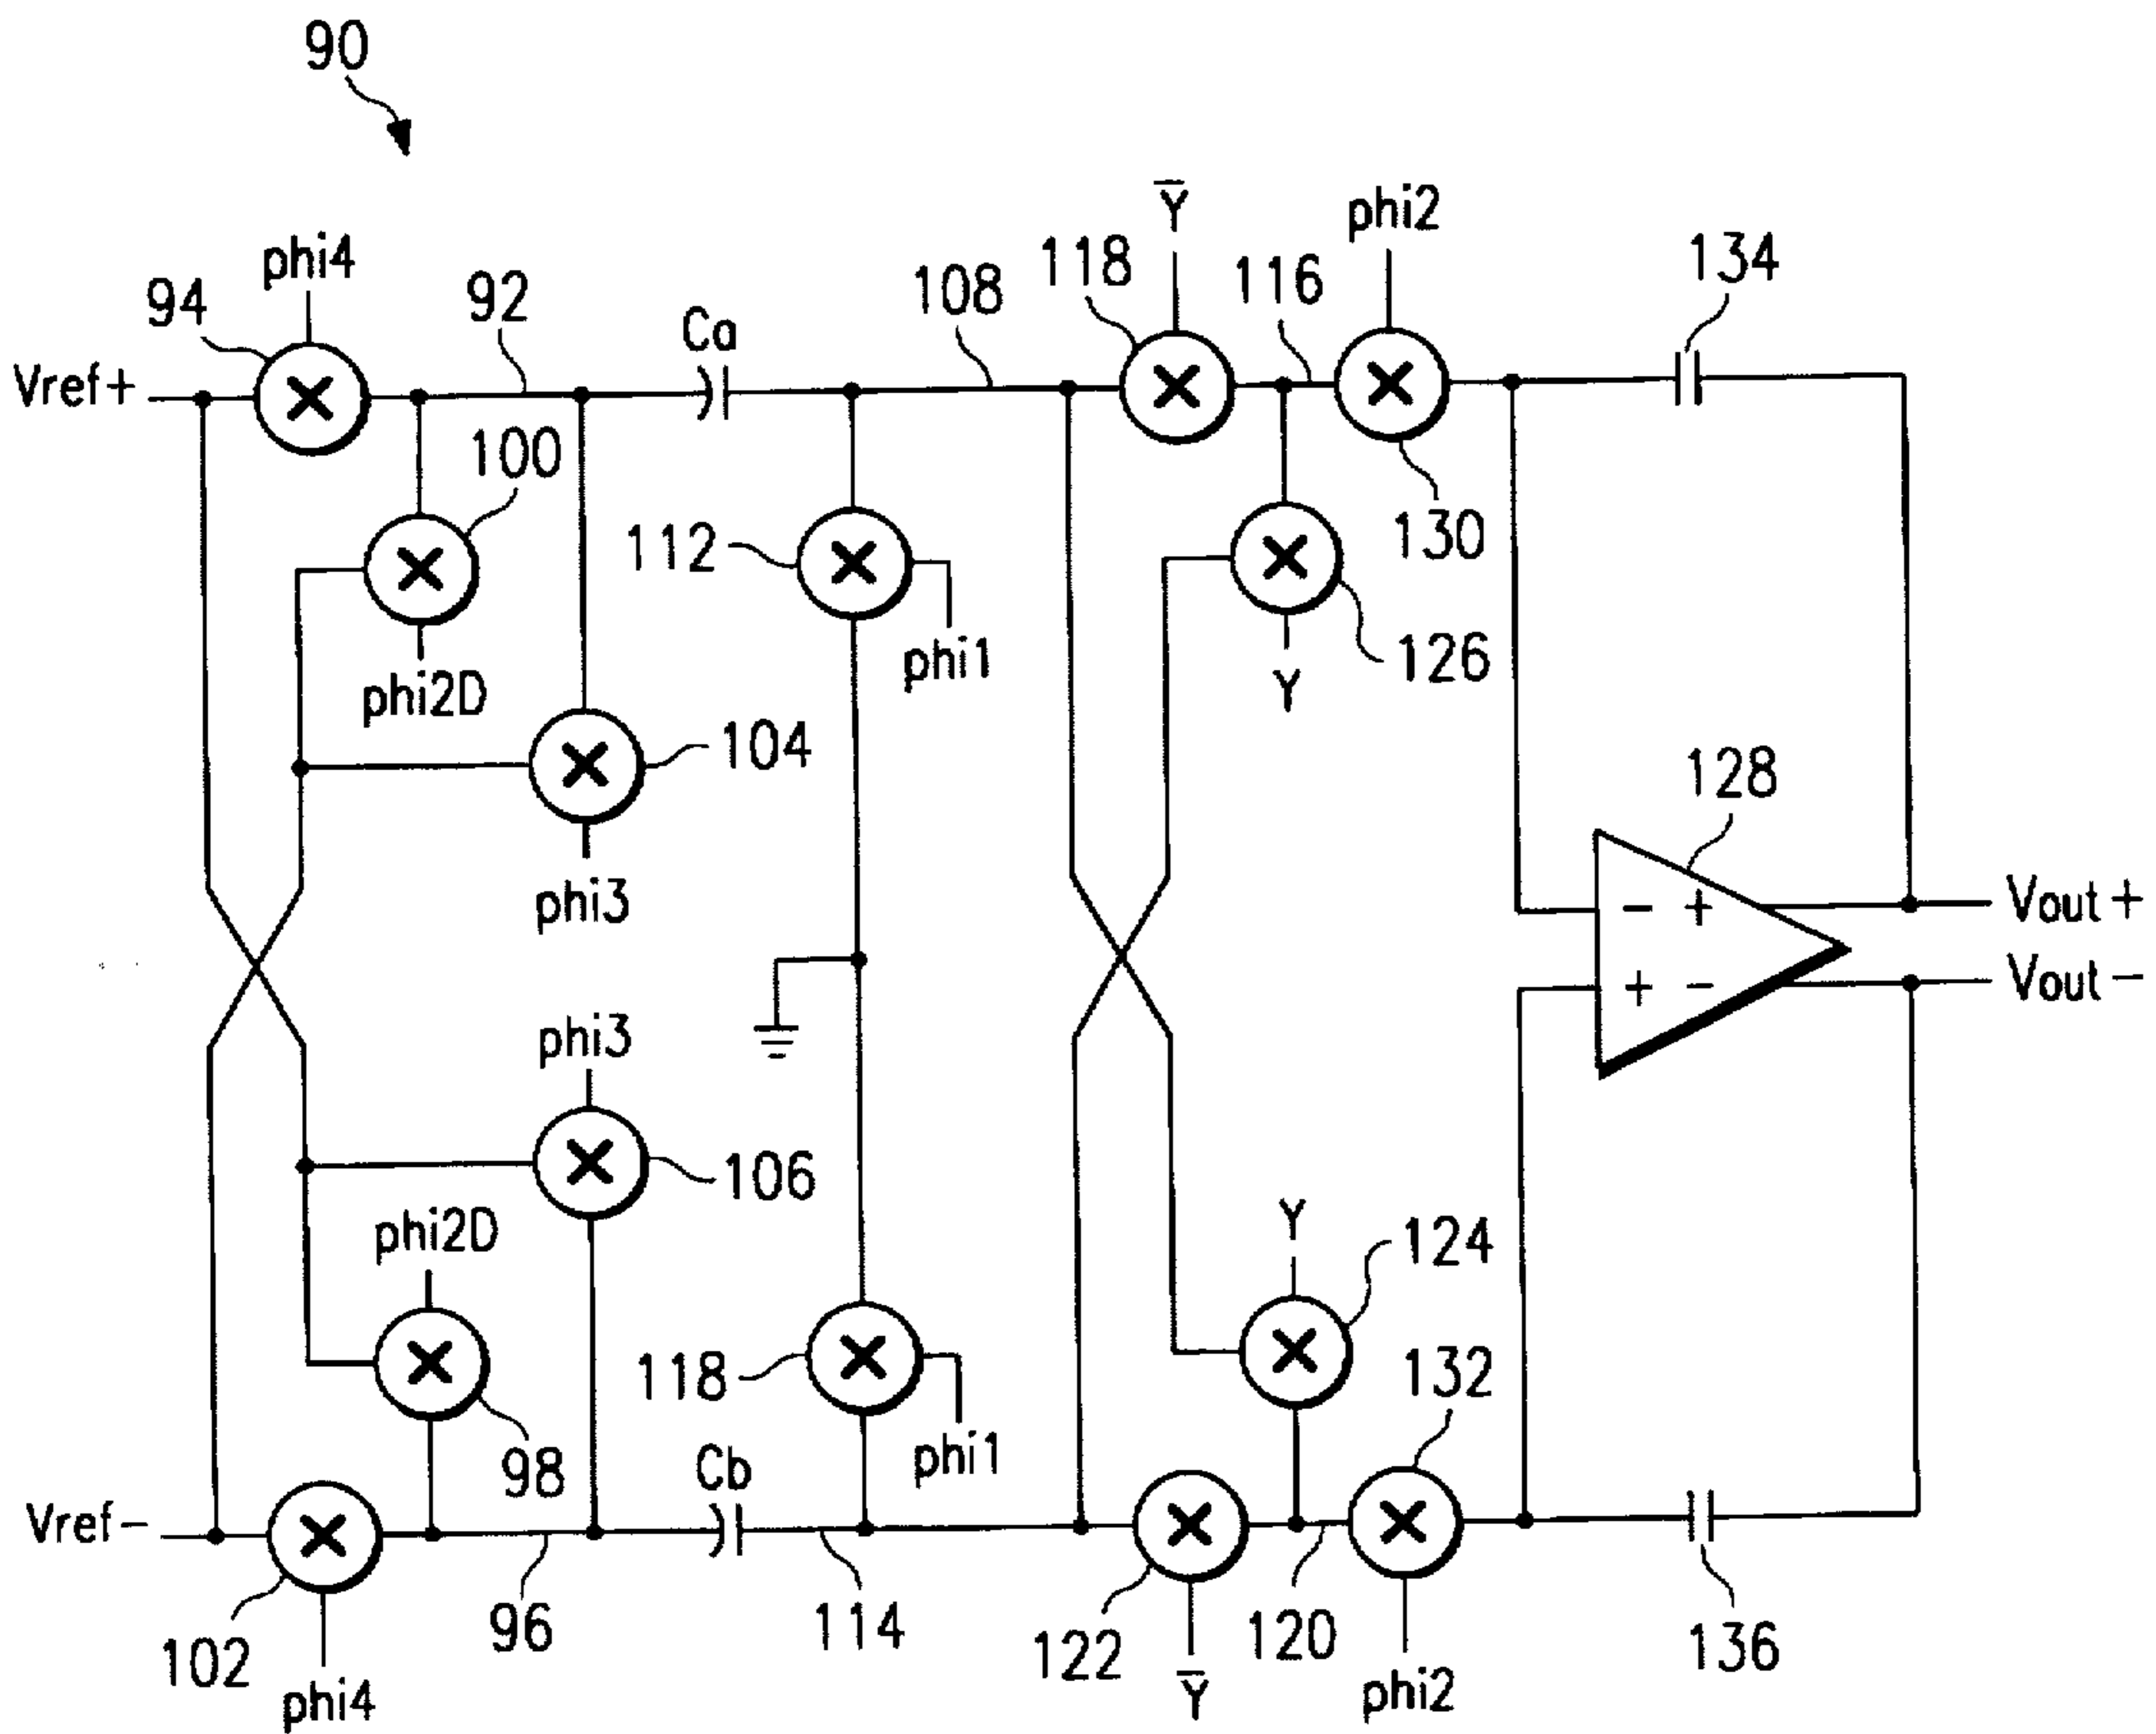 90
Y̅
phi2
phi4
118
116
134
94
92
Ca
108
Vref+
100
112
130
phi1
126
phi2D
Y
104
128
phi3
- +
Vout+
+ -
Vout-
phi3
106
phi2D
Y
124
118
132
98
Cb
phi1
Vref-
102
96
114
122
120
136
phi4
Y̅
phi2